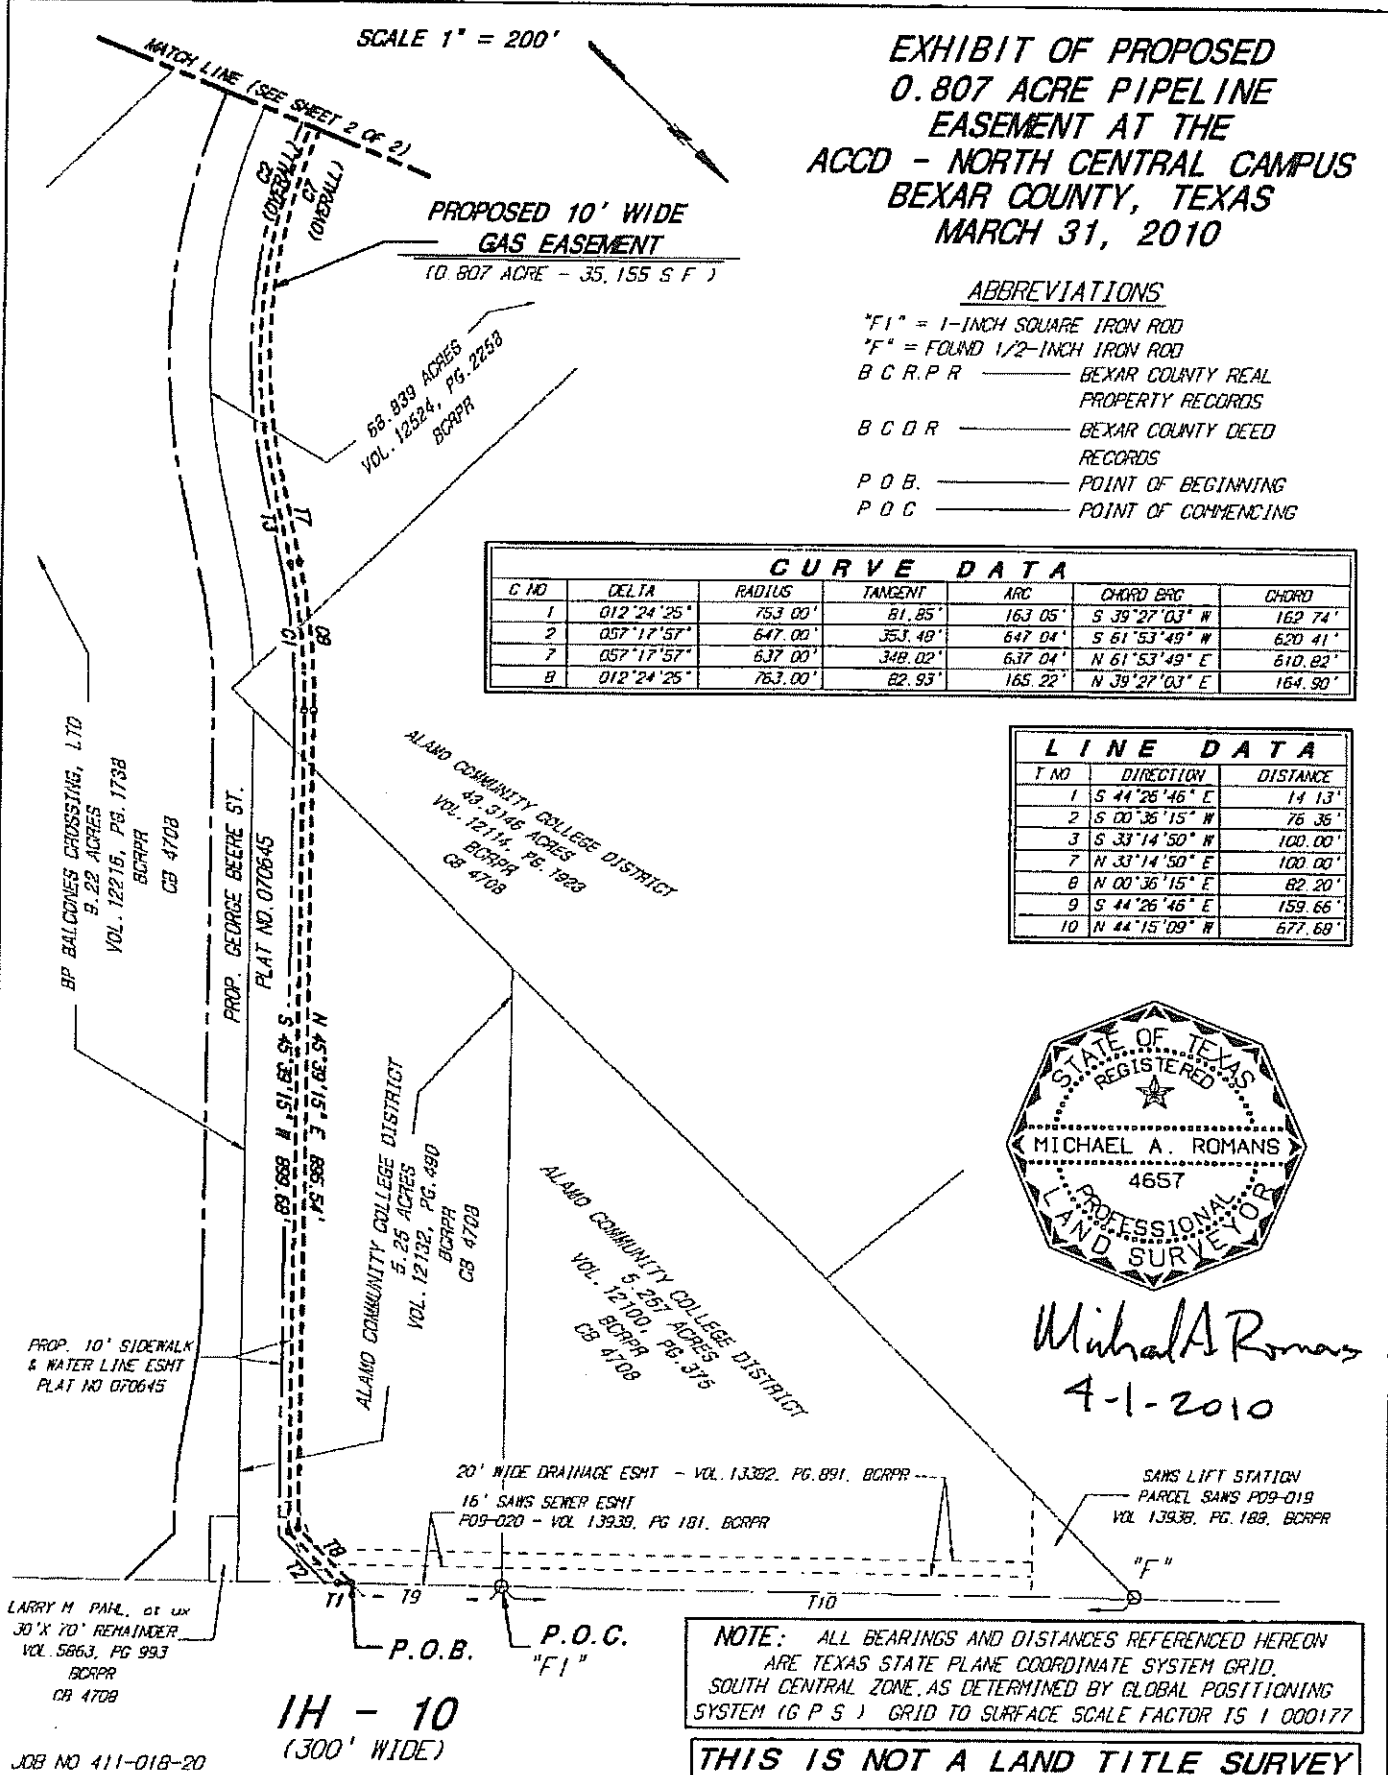 SCALE 1" = 200'
EXHIBIT OF PROPOSED
0.807 ACRE PIPELINE
EASEMENT AT THE
ACCD - NORTH CENTRAL CAMPUS
BEXAR COUNTY, TEXAS
MARCH 31, 2010
MATCH LINE (SEE SHEET 2 OF 2)
C2
(OVERALL)
C7
(OVERALL)
N
PROPOSED 10' WIDE
GAS EASEMENT
(0.807 ACRE - 35,155 S F )
ABBREVIATIONS
"F1" = 1-INCH SQUARE IRON ROD
"F" = FOUND 1/2-INCH IRON ROD
B C R.P R BEXAR COUNTY REAL
PROPERTY RECORDS
B C D R BEXAR COUNTY DEED
RECORDS
P O B. POINT OF BEGINNING
P O C POINT OF COMMENCING
68.839 ACRES
VOL. 12524, PG. 2258
BCRPR
T7
T3
C8
C1
CURVE DATA
C NO DELTA RADIUS TANGENT ARC CHORD BRG CHORD
1 012°24'25" 753 00' 81.85' 163 05' S 39°27'03" W 162 74'
2 057°17'57" 647.00' 353.48' 647 04' S 61°53'49" W 620 41'
7 057°17'57" 637 00' 348.02' 637 04' N 61°53'49" E 610.82'
8 012°24'25" 763.00' 82.93' 165.22' N 39°27'03" E 164.90'
LINE DATA
T NO DIRECTION DISTANCE
1 S 44°26'46" E 14 13'
2 S 00°36'15" W 76 36'
3 S 33°14'50" W 100.00'
7 N 33°14'50" E 100 00'
8 N 00°36'15" E 82.20'
9 S 44°26'46" E 159.66'
10 N 44°15'09" W 677.68'
BP BALCONES CROSSING, LTD
9.22 ACRES
VOL. 12216, PG. 1738
BCRPR
CB 4708
PROP. GEORGE BEERE ST.
PLAT NO. 070645
ALAMO COMMUNITY COLLEGE DISTRICT
43.3146 ACRES
VOL. 12114, PG. 1923
BCRPR
CB 4708
N 45°39'15" E 896.54'
S 45°39'15" W 899.68'
ALAMO COMMUNITY COLLEGE DISTRICT
5.25 ACRES
VOL. 12132, PG. 490
BCRPR
CB 4708
ALAMO COMMUNITY COLLEGE DISTRICT
5.257 ACRES
VOL. 12100, PG. 375
BCRPR
CB 4708
STATE OF TEXAS
REGISTERED
MICHAEL A. ROMANS
4657
PROFESSIONAL
LAND SURVEYOR
Michael A Romans
4-1-2010
PROP. 10' SIDEWALK
& WATER LINE ESMT
PLAT NO 070645
20' WIDE DRAINAGE ESMT - VOL. 13382, PG. 891, BCRPR
16' SAWS SEWER ESMT
P09-020 - VOL 13938, PG 181, BCRPR
SAWS LIFT STATION
PARCEL SAWS P09-019
VOL 13938, PG. 188, BCRPR
"F"
T8
T2
T1
T9
T10
LARRY M PAHL, et ux
30'X 70' REMAINDER
VOL. 5863, PG 993
BCRPR
CB 4708
P.O.B.
P.O.C.
"F1"
IH - 10
(300' WIDE)
NOTE: ALL BEARINGS AND DISTANCES REFERENCED HEREON
ARE TEXAS STATE PLANE COORDINATE SYSTEM GRID,
SOUTH CENTRAL ZONE, AS DETERMINED BY GLOBAL POSITIONING
SYSTEM (G P S ) GRID TO SURFACE SCALE FACTOR IS 1 000177
JOB NO 411-018-20
THIS IS NOT A LAND TITLE SURVEY